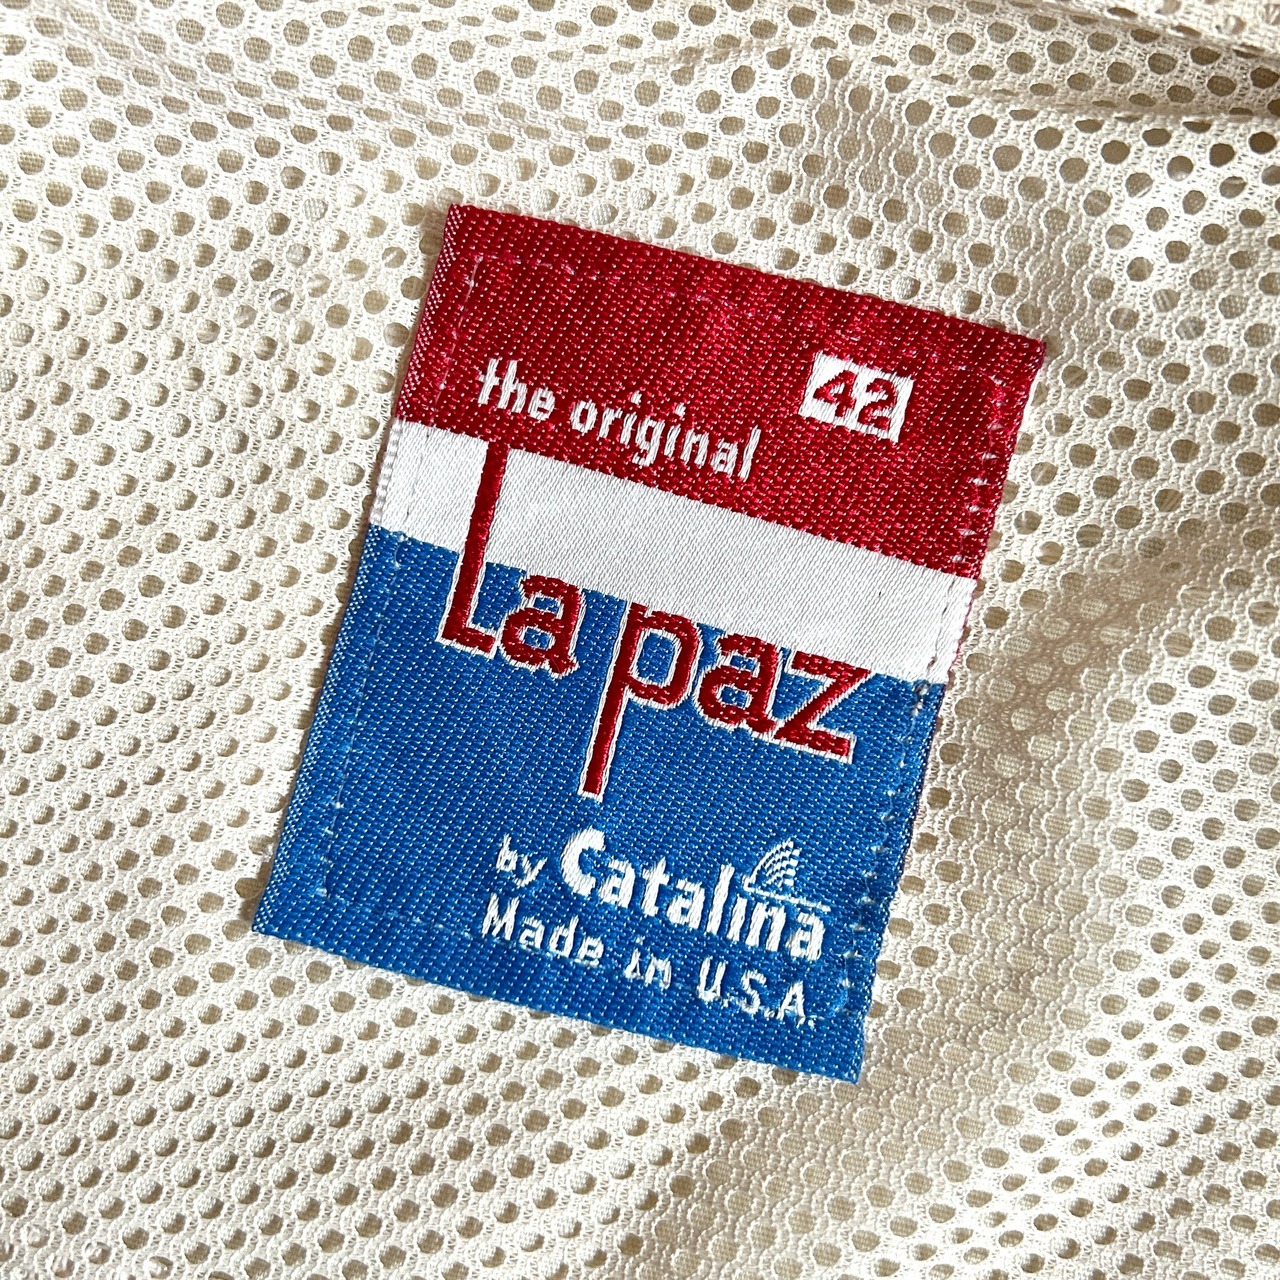 42
the original
La paz
by Catalina
Made in U.S.A.